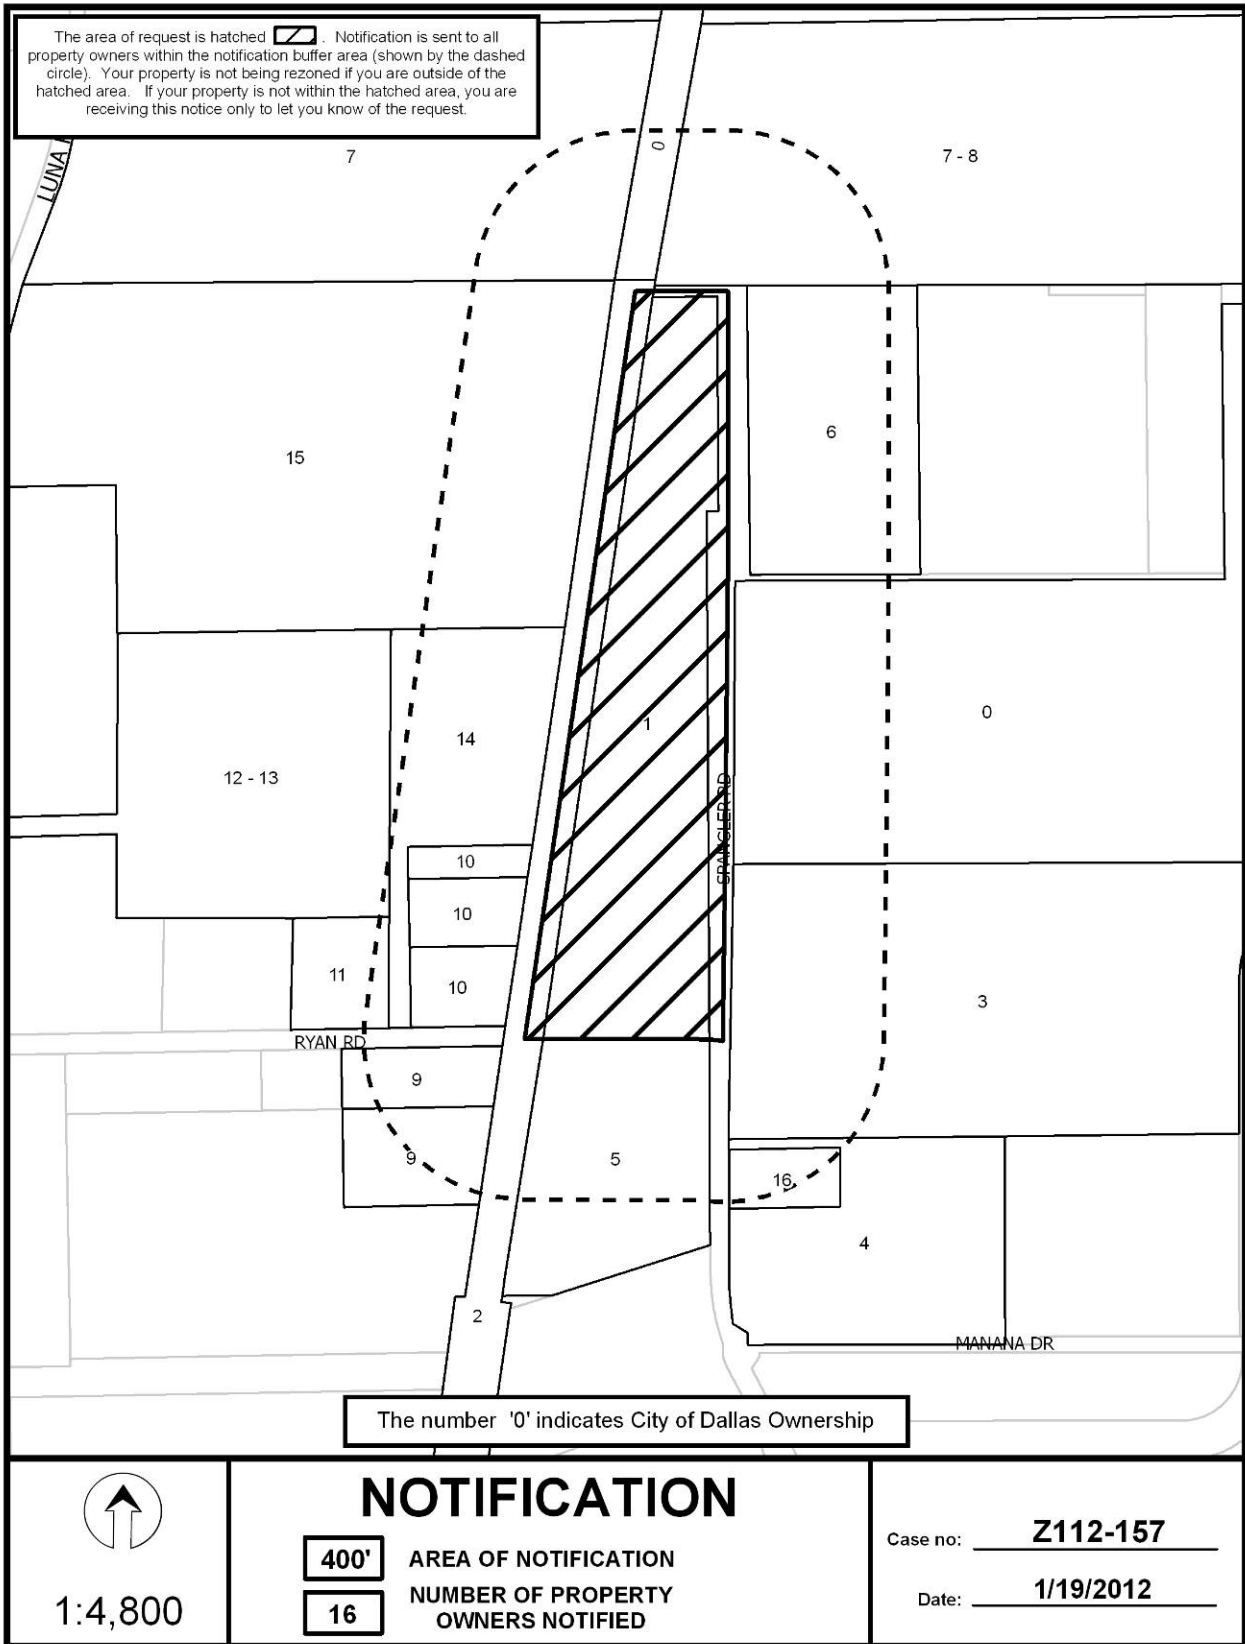 The area of request is hatched . Notification is sent to all
property owners within the notification buffer area (shown by the dashed
circle). Your property is not being rezoned if you are outside of the
hatched area. If your property is not within the hatched area, you are
receiving this notice only to let you know of the request.
LUNA
7
0
7 - 8
15
6
1
14
0
12 - 13
SPANGLER RD
10
10
11
10
3
RYAN RD
9
9
5
16
4
2
MANANA DR
The number '0' indicates City of Dallas Ownership
1:4,800
NOTIFICATION
400' AREA OF NOTIFICATION
16 NUMBER OF PROPERTY
OWNERS NOTIFIED
Case no: Z112-157
Date: 1/19/2012